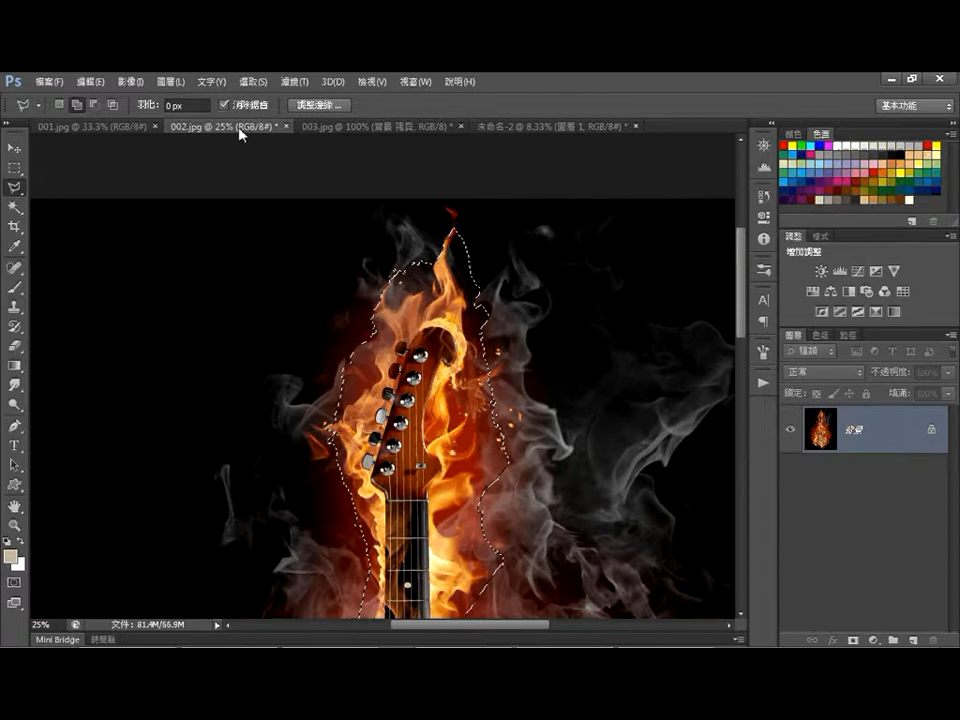 Ps 檔案(F) 編輯(E) 影像(I) 圖層(L) 文字(Y) 選取(S) 濾鏡(T) 3D(D) 檢視(V) 視窗(W) 說明(H)
羽化: 0 px 消除鋸齒 調整邊緣... 基本功能
001.jpg @ 33.3% (RGB/8#) × 002.jpg @ 25% (RGB/8#) * × 003.jpg @ 100% (背景 拷貝, RGB/8) * × 未命名-2 @ 8.33% (圖層 1, RGB/8#) * ×
顏色 色票
調整 樣式
增加調整
A|
圖層 色版 路徑
種類
正常 不透明度: 100%
鎖定: 填滿: 100%
背景
25% 文件: 81.4M/66.9M
Mini Bridge 時間軸